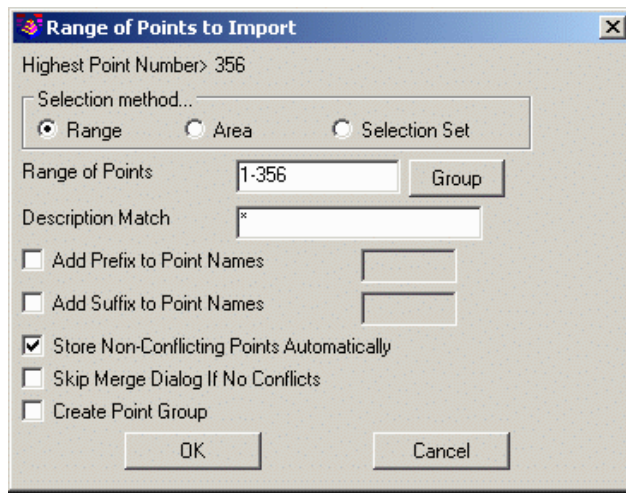 Range of Points to Import
Highest Point Number> 356
Selection method...
Range Area Selection Set
Range of Points 1-356 Group
Description Match *
Add Prefix to Point Names
Add Suffix to Point Names
Store Non-Conflicting Points Automatically
Skip Merge Dialog If No Conflicts
Create Point Group
OK Cancel